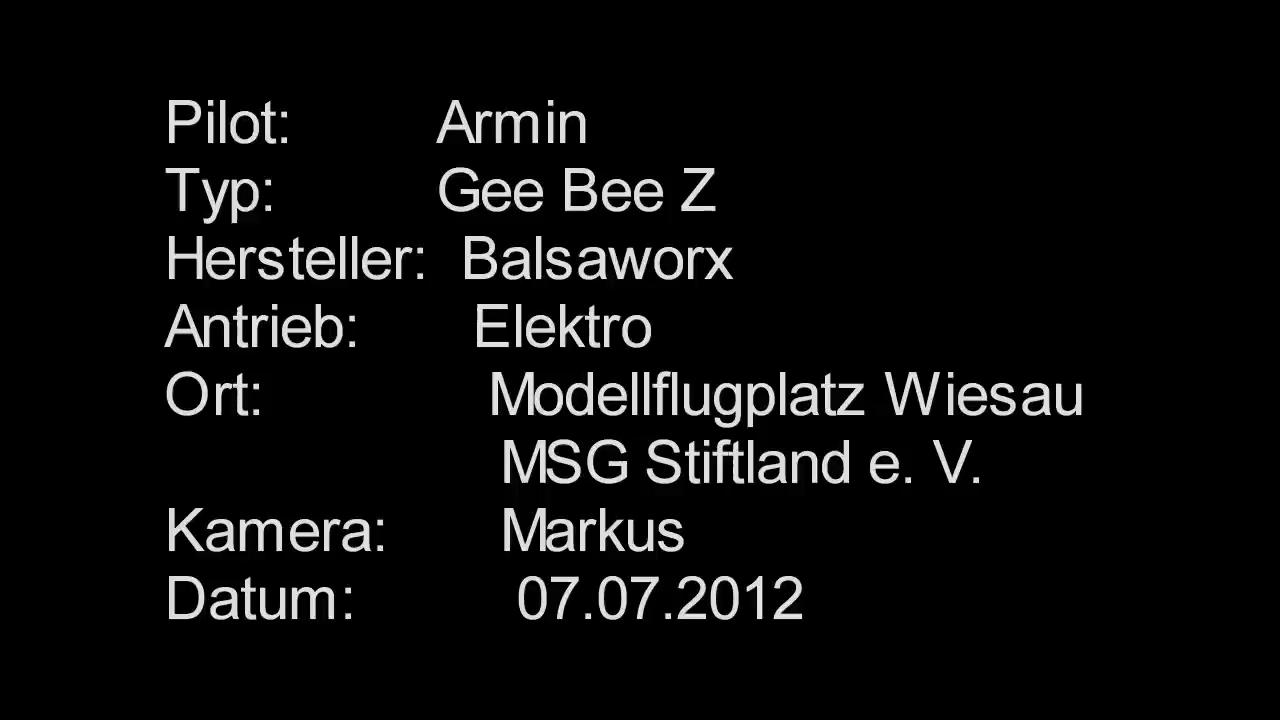 Pilot: Armin
Typ: Gee Bee Z
Hersteller: Balsaworx
Antrieb: Elektro
Ort: Modellflugplatz Wiesau
MSG Stiftland e. V.
Kamera: Markus
Datum: 07.07.2012